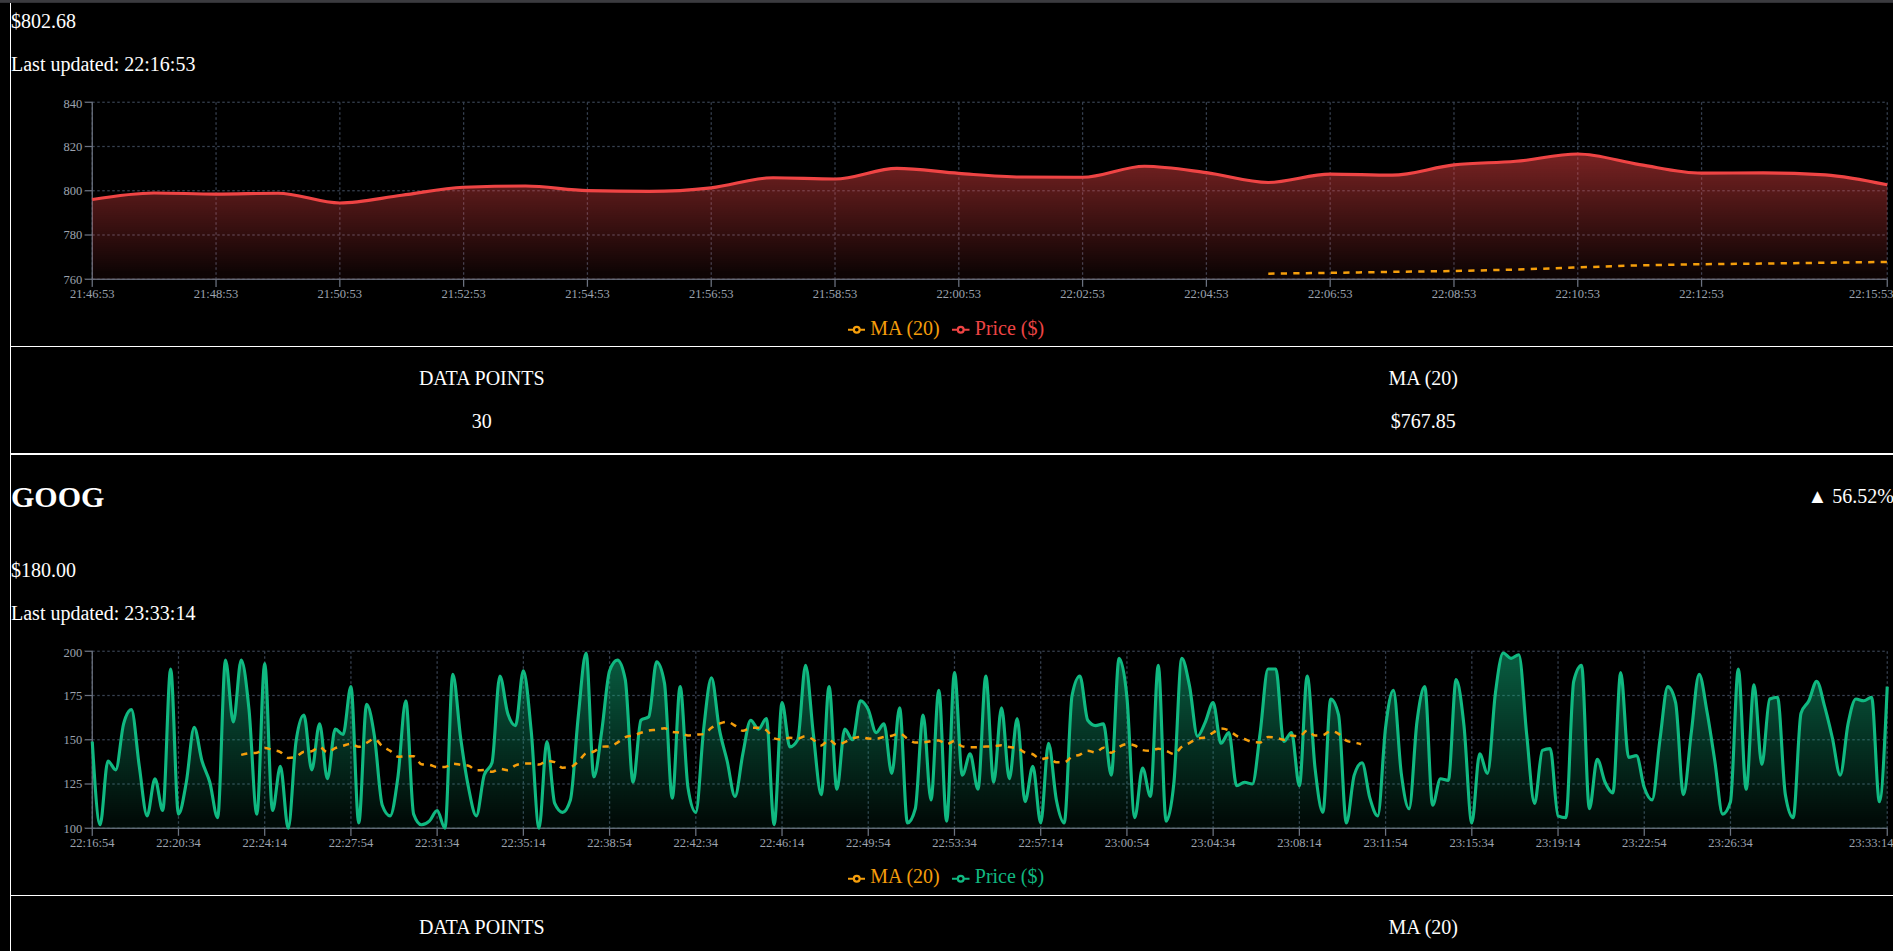 $802.68
Last updated: 22:16:53
840
820
800
780
760
21:46:53 21:48:53 21:50:53 21:52:53 21:54:53 21:56:53 21:58:53 22:00:53 22:02:53 22:04:53 22:06:53 22:08:53 22:10:53 22:12:53 22:15:53
MA (20) Price ($)
DATA POINTS MA (20)
30 $767.85
GOOG ▲ 56.52%
$180.00
Last updated: 23:33:14
200
175
150
125
100
22:16:54 22:20:34 22:24:14 22:27:54 22:31:34 22:35:14 22:38:54 22:42:34 22:46:14 22:49:54 22:53:34 22:57:14 23:00:54 23:04:34 23:08:14 23:11:54 23:15:34 23:19:14 23:22:54 23:26:34 23:33:14
MA (20) Price ($)
DATA POINTS MA (20)